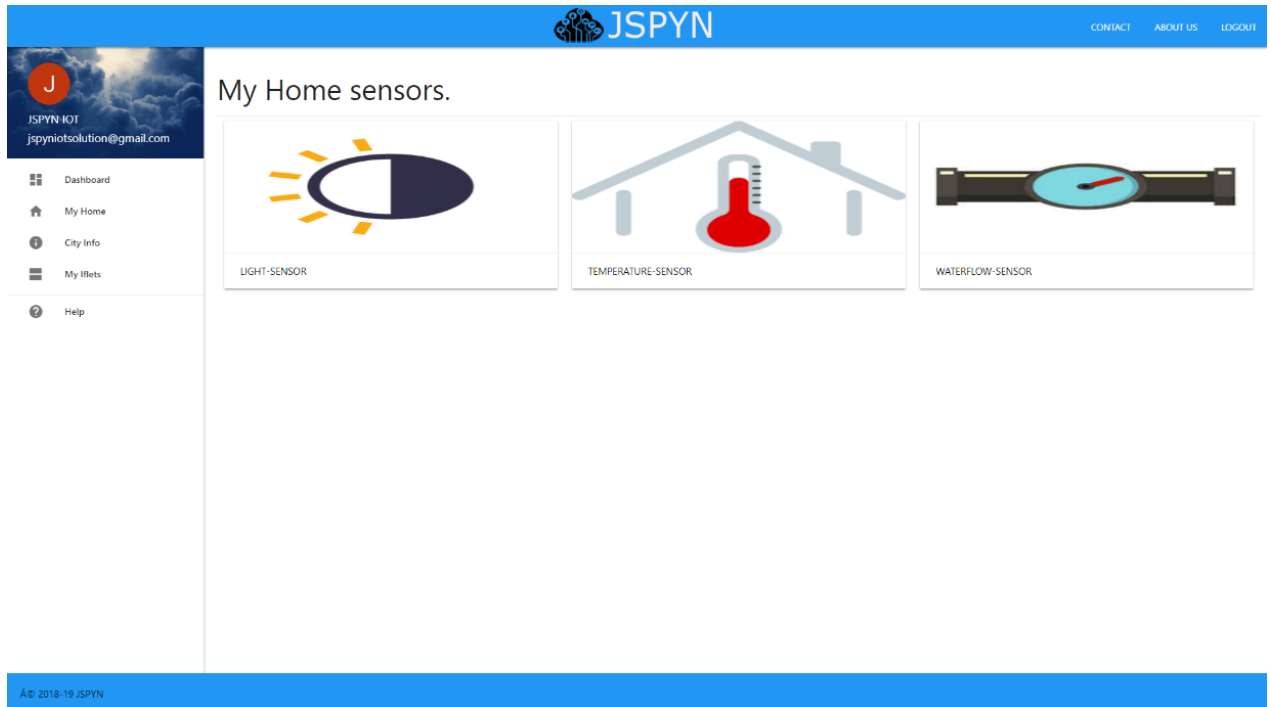 JSPYN
CONTACT ABOUT US LOGOUT
J
JSPYN IOT
jspyniotsolution@gmail.com
Dashboard
My Home
City Info
My Iflets
Help
My Home sensors.
LIGHT-SENSOR
TEMPERATURE-SENSOR
WATERFLOW-SENSOR
Â© 2018-19 JSPYN